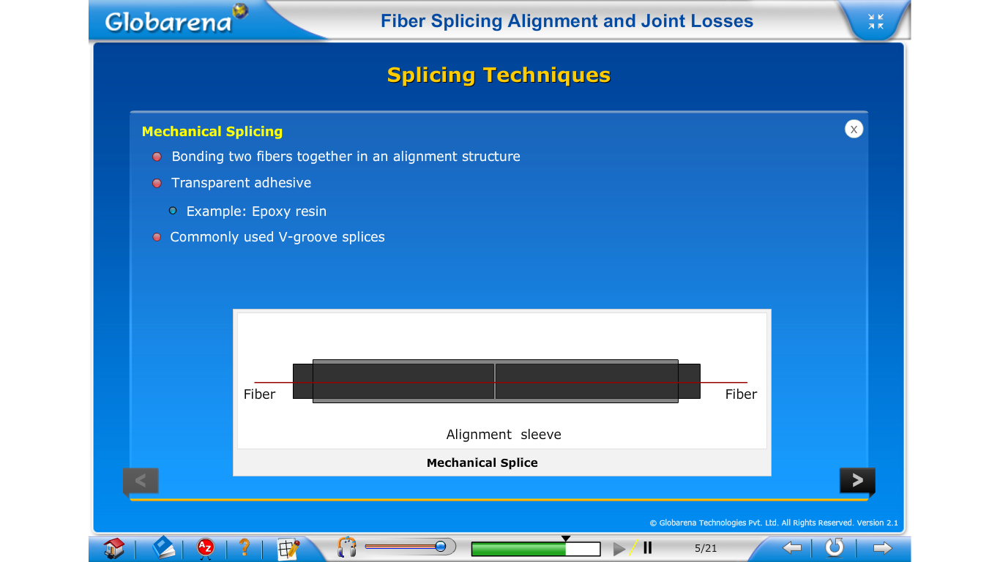 Globarena
Fiber Splicing Alignment and Joint Losses
Splicing Techniques
Mechanical Splicing
X
Bonding two fibers together in an alignment structure
Transparent adhesive
Example: Epoxy resin
Commonly used V-groove splices
Fiber
Fiber
Alignment sleeve
Mechanical Splice
<
>
© Globarena Technologies Pvt. Ltd. All Rights Reserved. Version 2.1
AZ
?
5/21